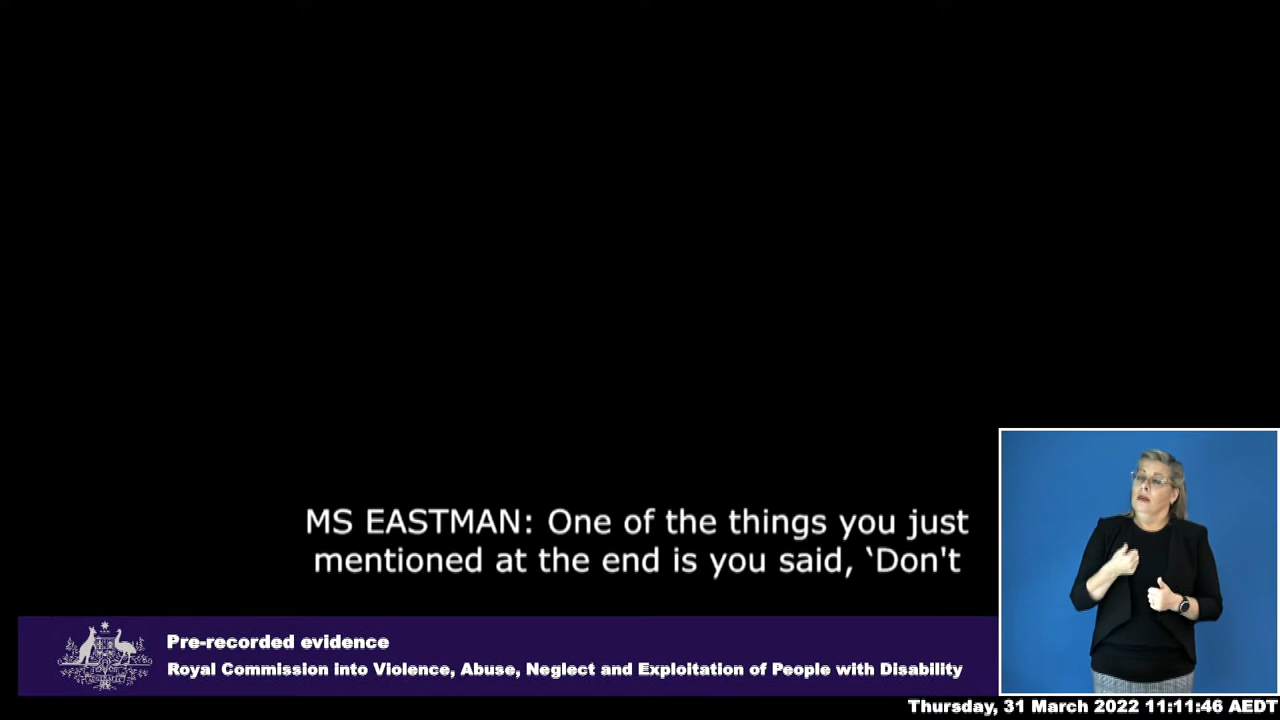 MS EASTMAN: One of the things you just
mentioned at the end is you said, ‘Don't
Pre-recorded evidence
Royal Commission into Violence, Abuse, Neglect and Exploitation of People with Disability
Thursday, 31 March 2022 11:11:46 AEDT